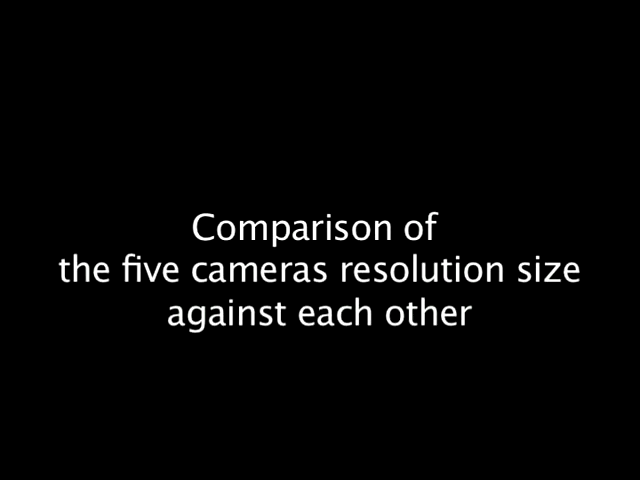 Comparison of
the five cameras resolution size
against each other